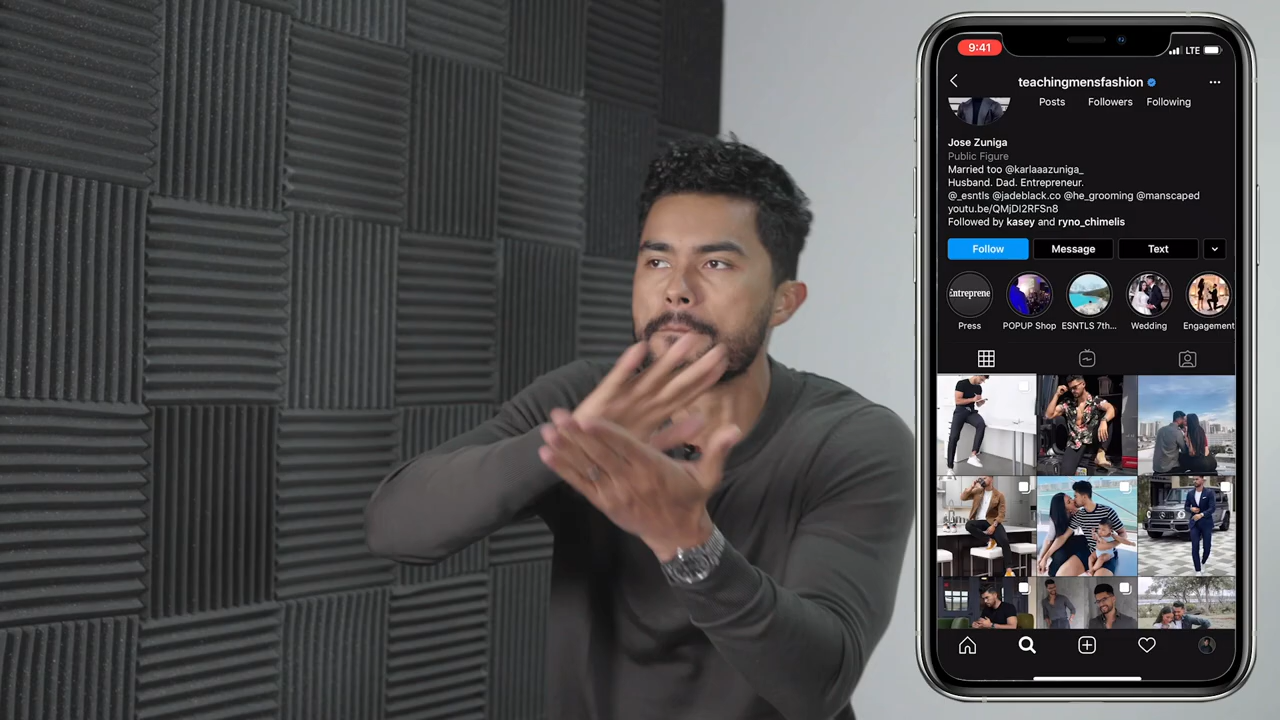 9:41
LTE
teachingmensfashion
Posts Followers Following
Jose Zuniga
Public Figure
Married too @karlaaazuniga_
Husband. Dad. Entrepreneur.
@_esntls @jadeblack.co @he_grooming @manscaped
youtu.be/QMjDI2RFSn8
Followed by kasey and ryno_chimelis
Follow Message Text
Entreprene
Press POPUP Shop ESNTLS 7th... Wedding Engagement